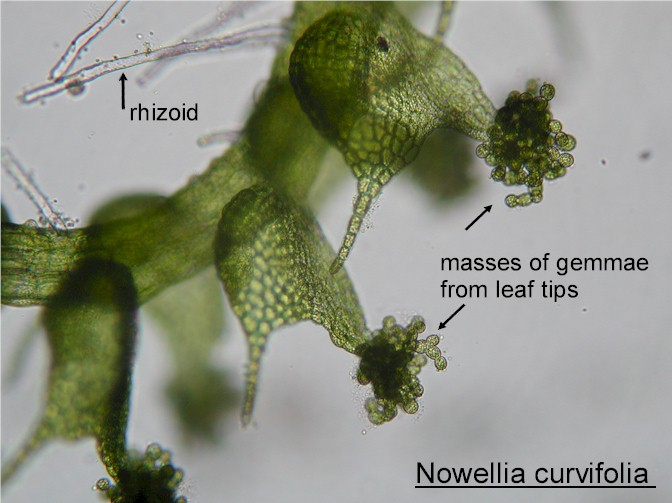 rhizoid
masses of gemmae
from leaf tips
Nowellia curvifolia